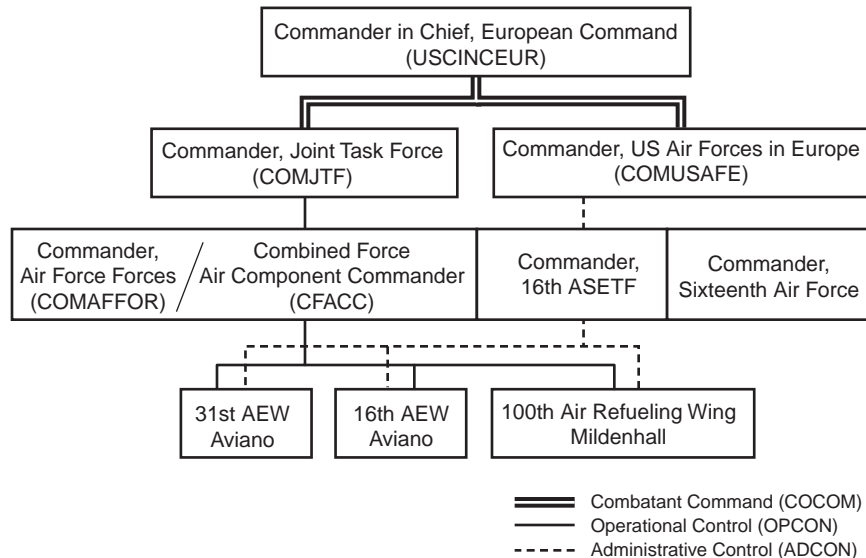 Commander in Chief, European Command
(USCINCEUR)
Commander, Joint Task Force
(COMJTF)
Commander, US Air Forces in Europe
(COMUSAFE)
Commander,
Air Force Forces
(COMAFFOR)
/
Combined Force
Air Component Commander
(CFACC)
Commander,
16th ASETF
Commander,
Sixteenth Air Force
31st AEW
Aviano
16th AEW
Aviano
100th Air Refueling Wing
Mildenhall
Combatant Command (COCOM)
Operational Control (OPCON)
Administrative Control (ADCON)